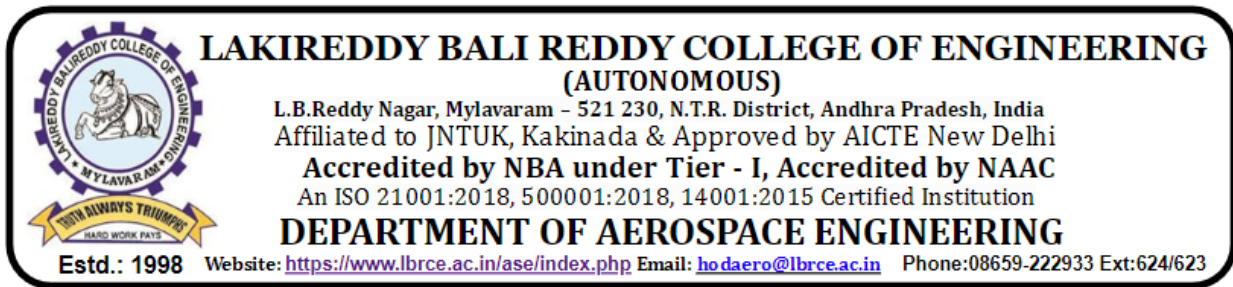 LAKIREDDY BALI REDDY COLLEGE OF ENGINEERING
(AUTONOMOUS)
L.B.Reddy Nagar, Mylavaram – 521 230, N.T.R. District, Andhra Pradesh, India
Affiliated to JNTUK, Kakinada & Approved by AICTE New Delhi
Accredited by NBA under Tier - I, Accredited by NAAC
An ISO 21001:2018, 500001:2018, 14001:2015 Certified Institution
DEPARTMENT OF AEROSPACE ENGINEERING
LAKIREDDY BALIREDDY COLLEGE OF ENGINEERING
* MYLAVARAM *
TRUTH ALWAYS TRIUMPHS
HARD WORK PAYS
Estd.: 1998 Website: https://www.lbrce.ac.in/ase/index.php Email: hodaero@lbrce.ac.in Phone:08659-222933 Ext:624/623